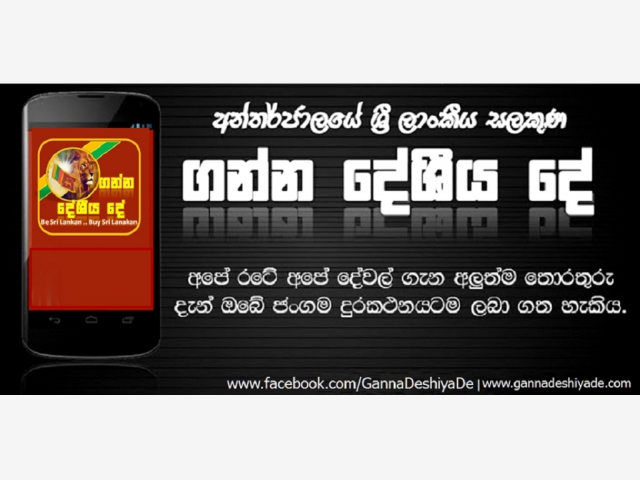 අන්තර්ජාලයේ ශ්‍රී ලාංකීය සලකුණ
ගන්න දේශීය දේ
ගන්න
දේශීය දේ
Be Sri Lankan .. Buy Sri Lanakan
අපේ රටේ අපේ දේවල් ගැන අලුත්ම තොරතුරු
දැන් ඔබේ ජංගම දුරකථනයටම ලබා ගත හැකිය.
www.facebook.com/GannaDeshiyaDe | www.gannadeshiyade.com